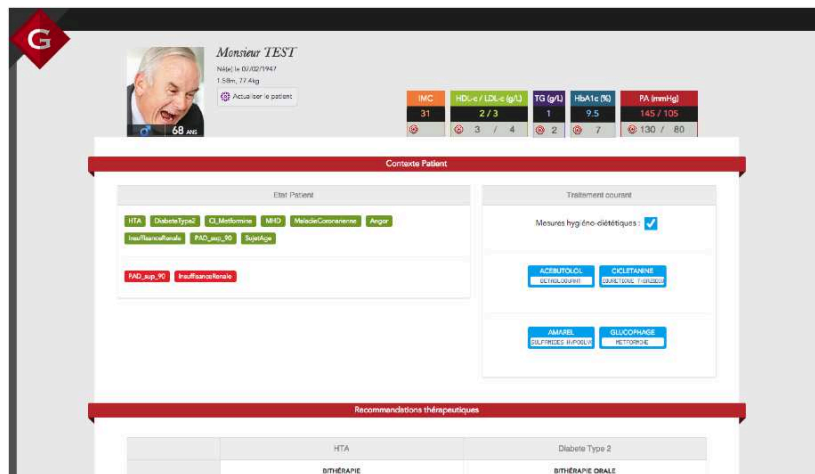 G
Monsieur TEST
Né(e) le 07/02/1947
1.58m, 77.4kg
Actualiser le patient
68 ANS
IMC HDL-c / LDL-c (g/L) TG (g/L) HbA1c (%) PA (mmHg)
31 2 / 3 1 9.5 145 / 105
3 / 4 2 7 130 / 80
Contexte Patient
Etat Patient
Traitement courant
HTA DiabeteType2 CI_Metformine MHD MaladieCoronarienne Angor
InsuffisanceRenale PAD_sup_90 SujetAge
PAD_sup_90 InsuffisanceRenale
Mesures hygiéno-diététiques :
ACEBUTOLOL CICLETANINE
AMAREL GLUCOPHAGE
METFORMINE
Recommendations thérapeutiques
HTA Diabete Type 2
BITHÉRAPIE BITHÉRAPIE ORALE